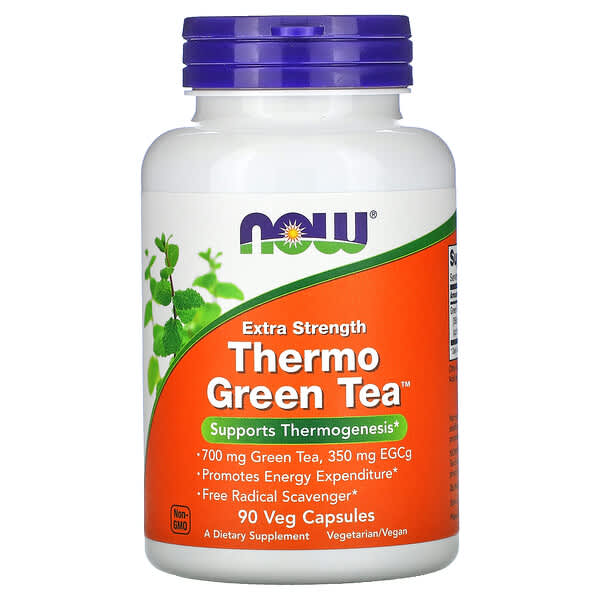 NOW®
Extra Strength
Thermo
Green Tea™
Supports Thermogenesis*
• 700 mg Green Tea, 350 mg EGCg
• Promotes Energy Expenditure*
• Free Radical Scavenger*
90 Veg Capsules
Non-
GMO
A Dietary Supplement Vegetarian/Vegan